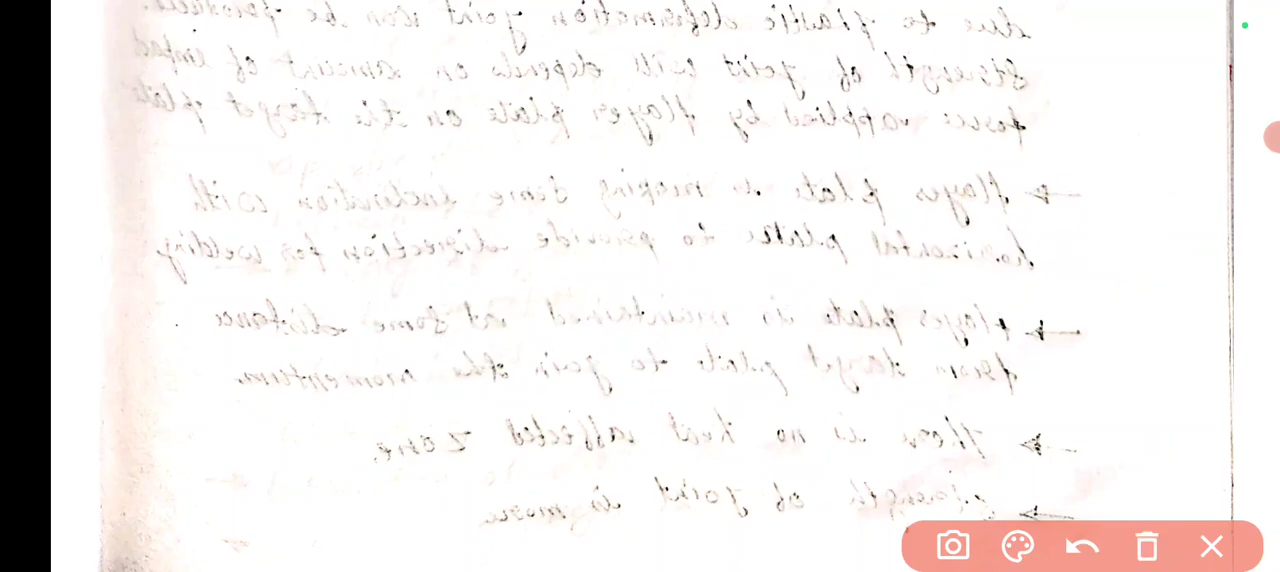 due to plastic deformation joint can be produced.
Strength of joint will depends on amount of impact
force applied by flayer plate on the target plate
→ flayer plate is making some inclination with
horizontal plate to provide direction for welding
→ flayer plate is maintained at some distance
from target plate to gain the momentum.
→ There is no heat affected zone.
→ Strength of joint is more